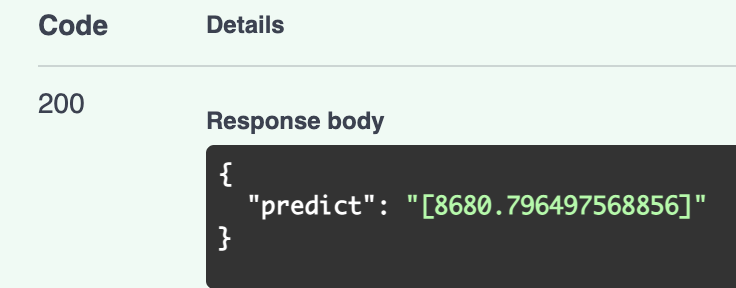 Code Details
200
Response body
{
"predict": "[8680.796497568856]"
}